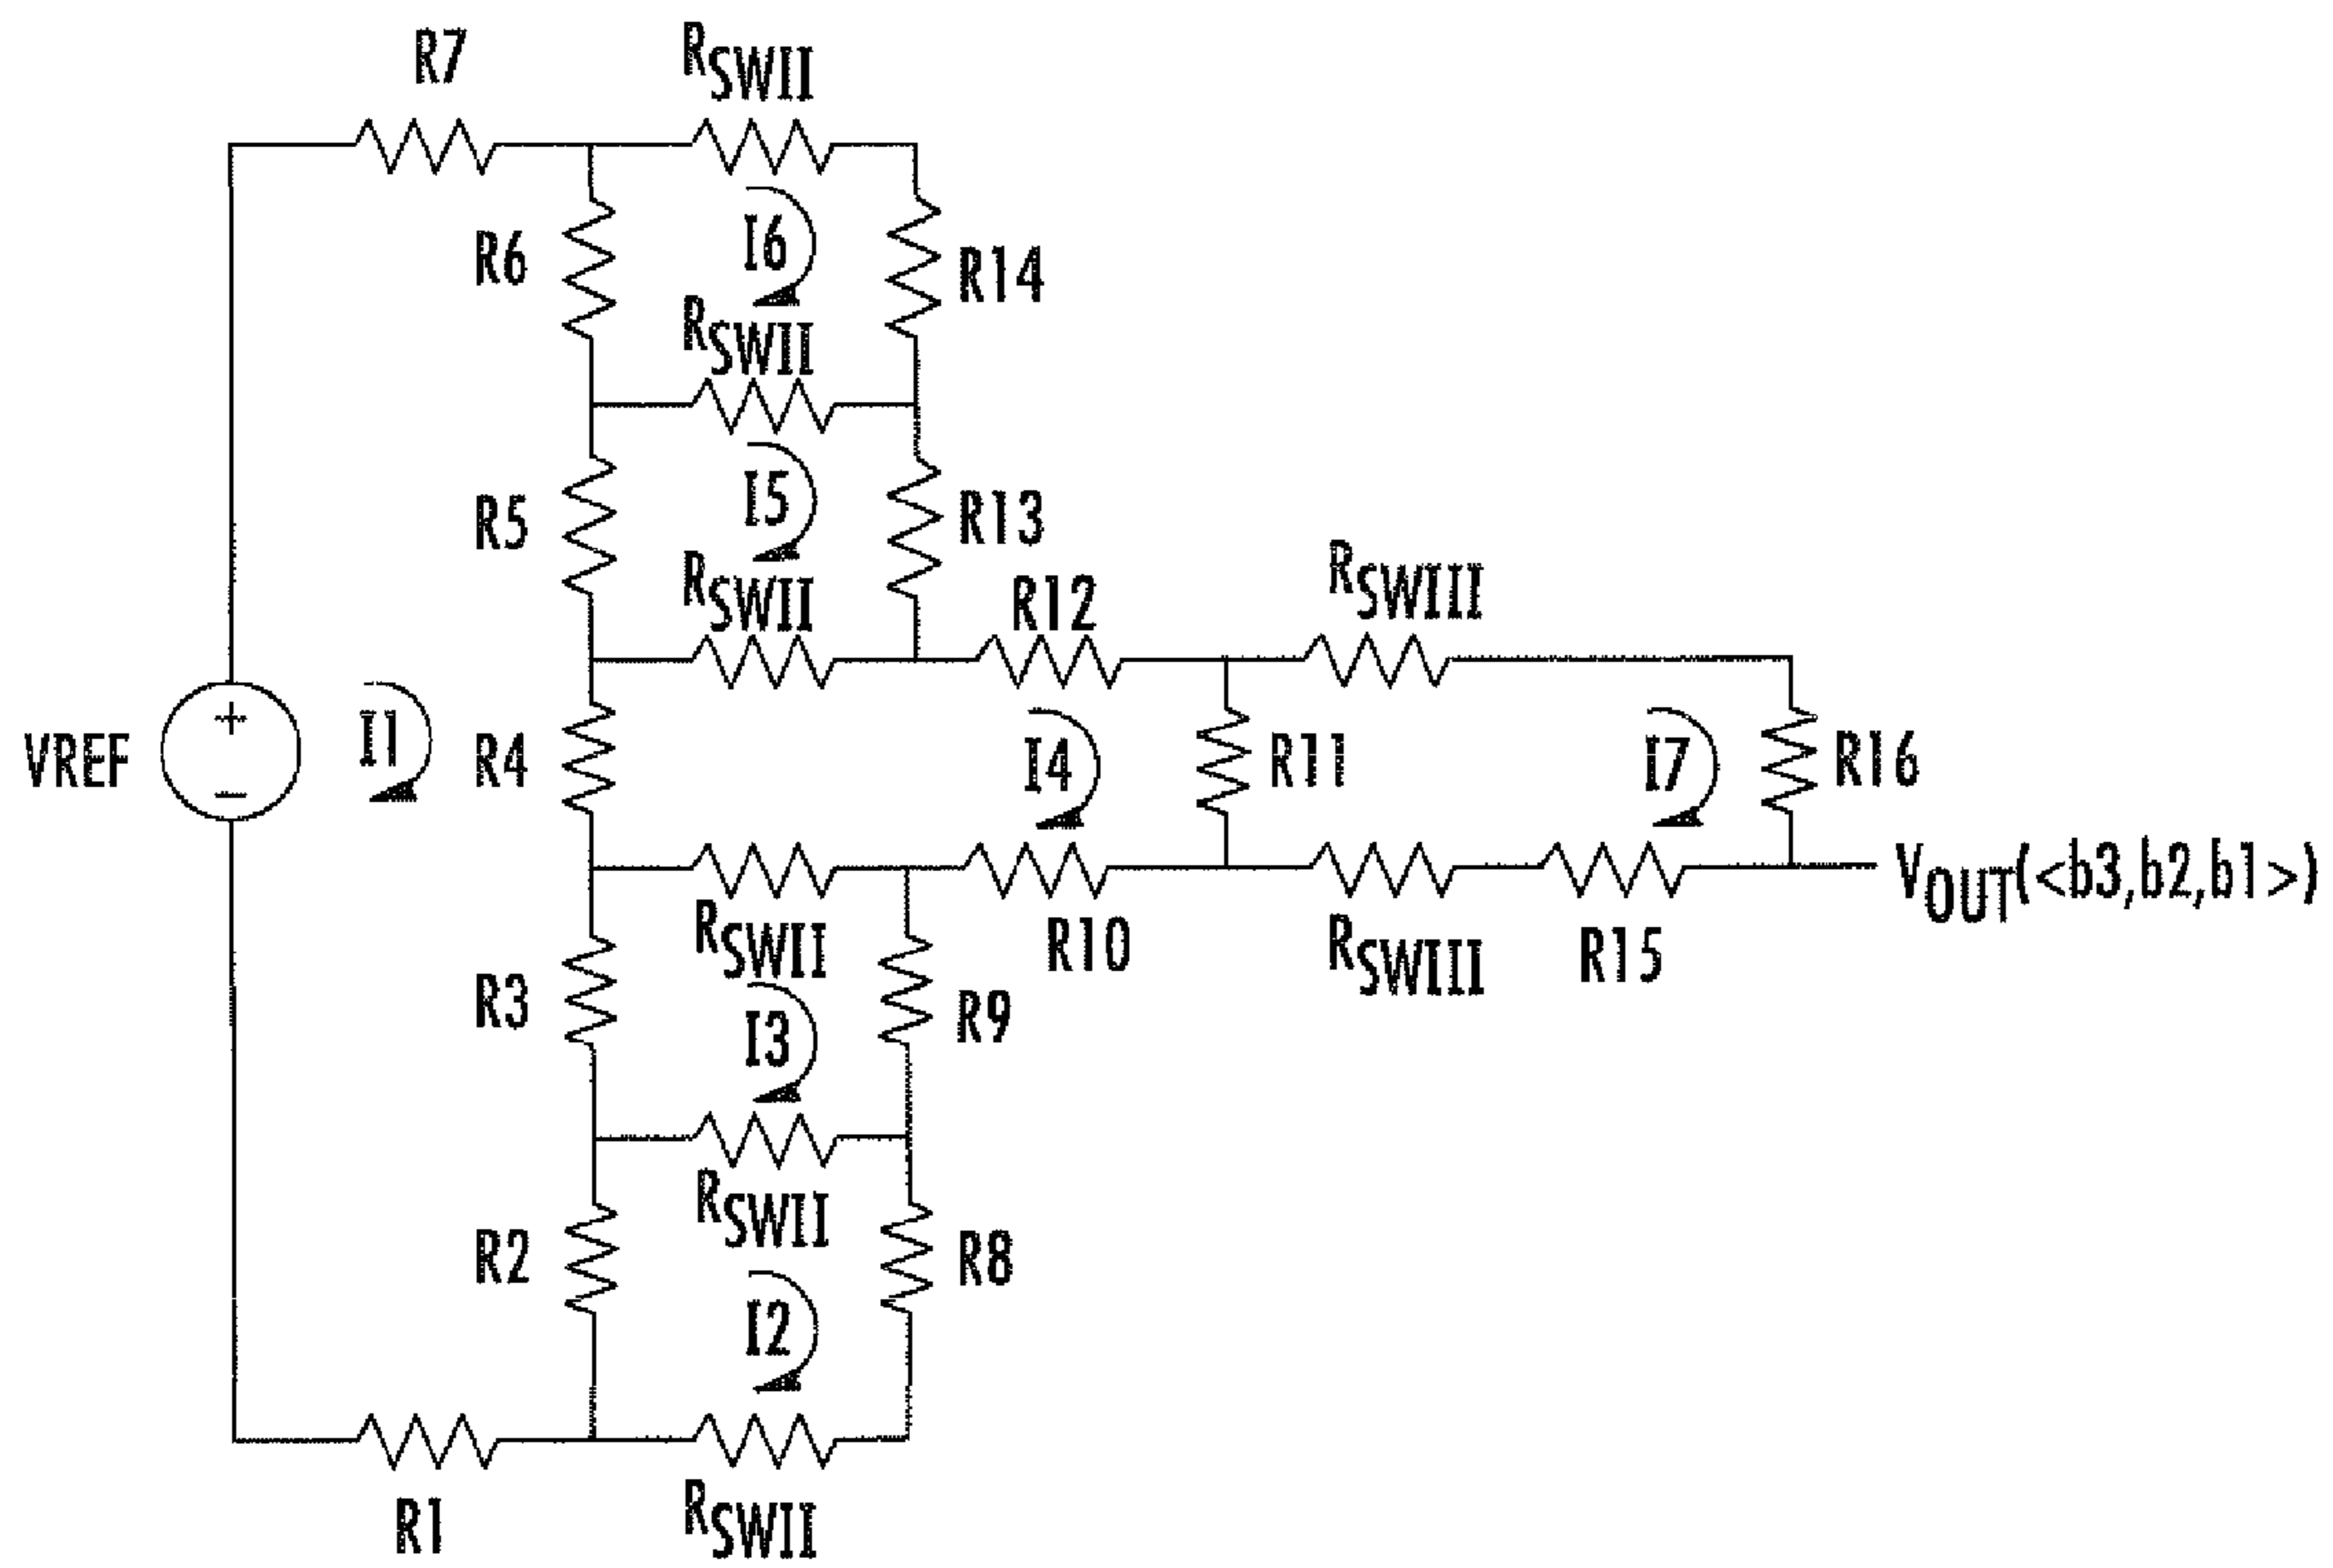 R7
RSWII
R6
I6
R14
RSWII
R5
I5
R13
RSWII
R12
RSWIII
VREF
+
−
I1
R4
I4
R11
I7
R16
VOUT(<b3,b2,b1>)
RSWII
R10
RSWIII
R15
R3
I3
R9
RSWII
R2
I2
R8
R1
RSWII